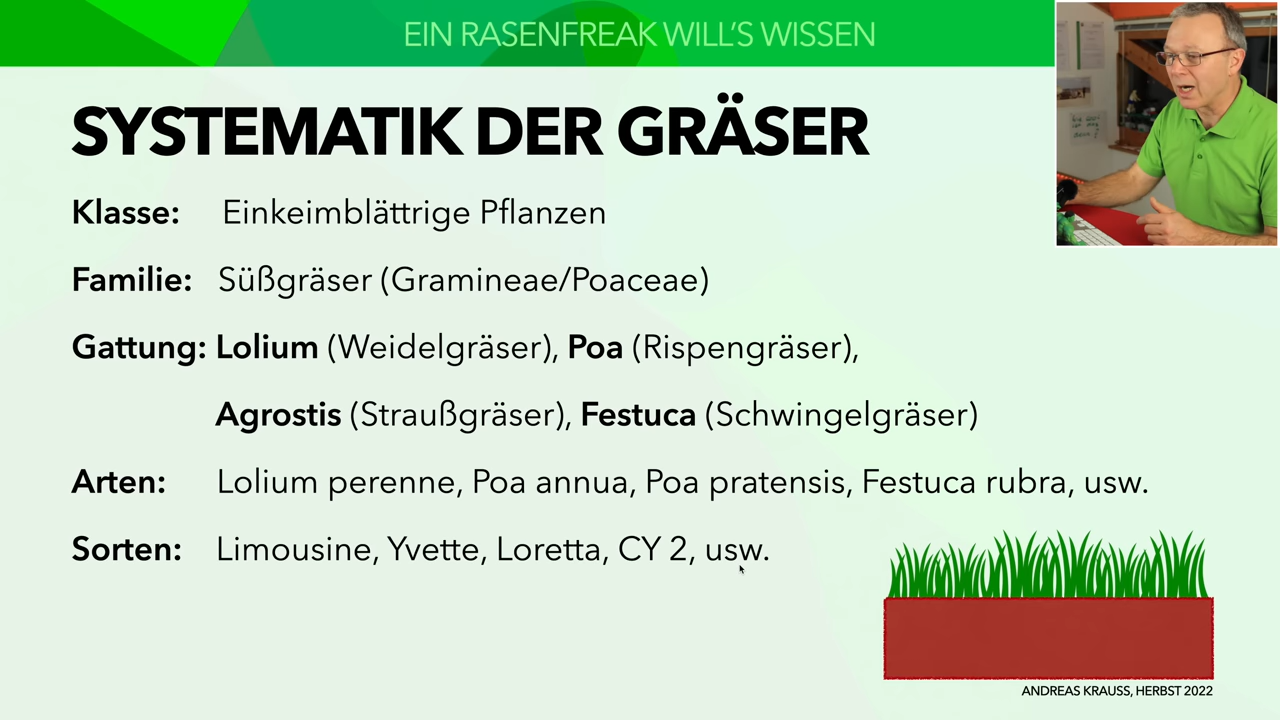 EIN RASENFREAK WILL'S WISSEN
SYSTEMATIK DER GRÄSER
Klasse: Einkeimblättrige Pflanzen
Familie: Süßgräser (Gramineae/Poaceae)
Gattung: Lolium (Weidelgräser), Poa (Rispengräser),
Agrostis (Straußgräser), Festuca (Schwingelgräser)
Arten: Lolium perenne, Poa annua, Poa pratensis, Festuca rubra, usw.
Sorten: Limousine, Yvette, Loretta, CY 2, usw.
ANDREAS KRAUSS, HERBST 2022